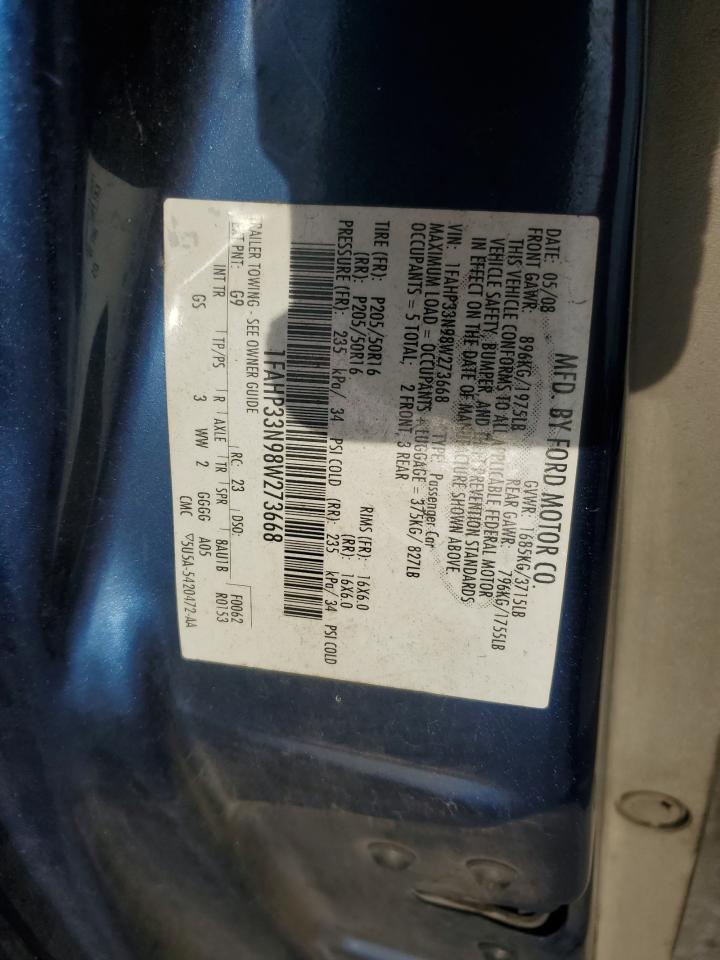 MFD. BY FORD MOTOR CO.
DATE: 05/08 GVWR: 1685KG/3715LB
FRONT GAWR: 896KG/1975LB REAR GAWR: 796KG/1755LB
THIS VEHICLE CONFORMS TO ALL APPLICABLE FEDERAL MOTOR
VEHICLE SAFETY, BUMPER, AND THEFT PREVENTION STANDARDS
IN EFFECT ON THE DATE OF MANUFACTURE SHOWN ABOVE
VIN: 1FAHP33N98W273668 TYPE: Passenger Car
MAXIMUM LOAD = OCCUPANTS + LUGGAGE = 375KG/ 827LB
OCCUPANTS = 5 TOTAL; 2 FRONT, 3 REAR
TIRE (FR): P205/50R16 RIMS (FR): 16X6.0
(RR): P205/50R16 (RR): 16X6.0
PRESSURE (FR): 235 kPa/ 34 PSI COLD (RR): 235 kPa/ 34 PSI COLD
1FAHP33N98W273668
TRAILER TOWING - SEE OWNER GUIDE
EXT PNT: G9 RC: 23 DSO: F0062
INT TR TP/PS R AXLE TR SPR 8AU1B R0153
GS 3 WW 2 GGGG A05
CMC 5U5A-5420472-AA